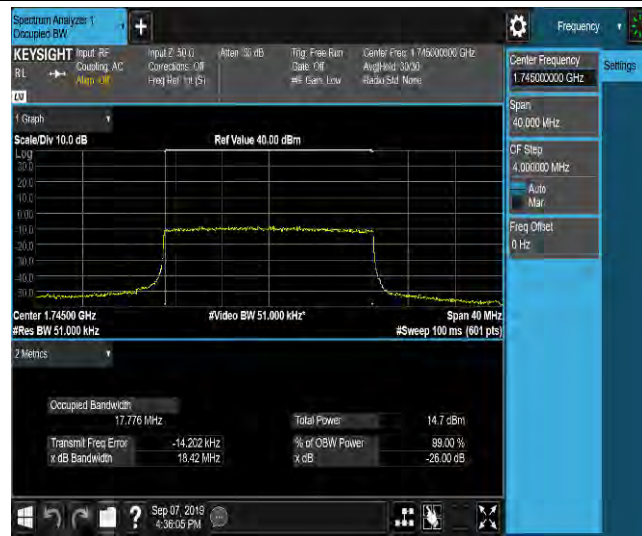 Spectrum Analyzer 1
Occupied BW
Frequency
KEYSIGHT
Input: RF
Coupling: AC
Align: Off
Input Z: 50 Ω
Corrections: Off
Freq Ref: Int (S)
Atten: 30 dB
Trig: Free Run
Gate: Off
#IF Gain: Low
Center Freq: 1.745000000 GHz
Avg|Hold: 30/30
Radio Std: None
RL
1 Graph
Scale/Div 10.0 dB
Ref Value 40.00 dBm
Log
30.0
20.0
10.0
0.00
-10.0
-20.0
-30.0
-40.0
-50.0
Center 1.74500 GHz
#Video BW 51.000 kHz*
Span 40 MHz
#Res BW 51.000 kHz
#Sweep 100 ms (601 pts)
2 Metrics
Occupied Bandwidth
17.776 MHz
Total Power
14.7 dBm
Transmit Freq Error
-14.202 kHz
% of OBW Power
99.00 %
x dB Bandwidth
18.42 MHz
x dB
-26.00 dB
Center Frequency
1.745000000 GHz
Settings
Span
40.000 MHz
CF Step
4.000000 MHz
Auto
Man
Freq Offset
0 Hz
?
Sep 07, 2019
4:36:05 PM